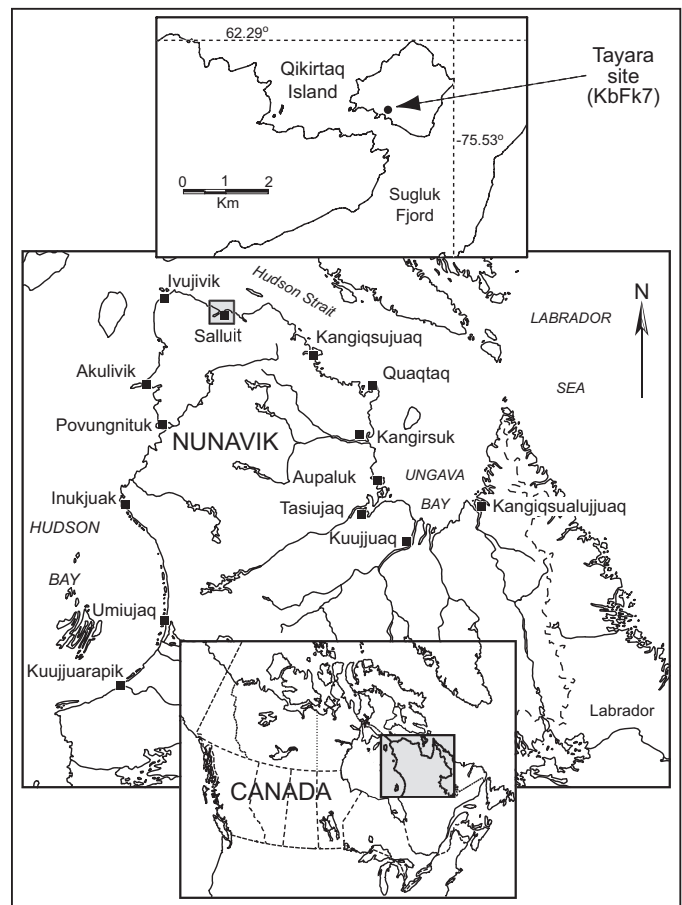 62.29°
Qikirtaq
Island
Tayara
site
(KbFk7)
-75.53°
0 1 2
Km
Sugluk
Fjord
Ivujivik
Hudson Strait
N
LABRADOR
SEA
Salluit
Kangiqsujuaq
Akulivik
Quaqtaq
Povungnituk
NUNAVIK
Kangirsuk
Aupaluk
UNGAVA
BAY
Inukjuak
Tasiujaq
Kangiqsualujjuaq
HUDSON
BAY
Kuujjuaq
Umiujaq
Kuujjuarapik
Labrador
CANADA